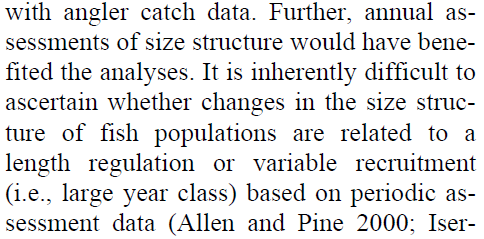 with angler catch data. Further, annual as-
sessments of size structure would have bene-
fited the analyses. It is inherently difficult to
ascertain whether changes in the size struc-
ture of fish populations are related to a
length regulation or variable recruitment
(i.e., large year class) based on periodic as-
sessment data (Allen and Pine 2000; Iser-